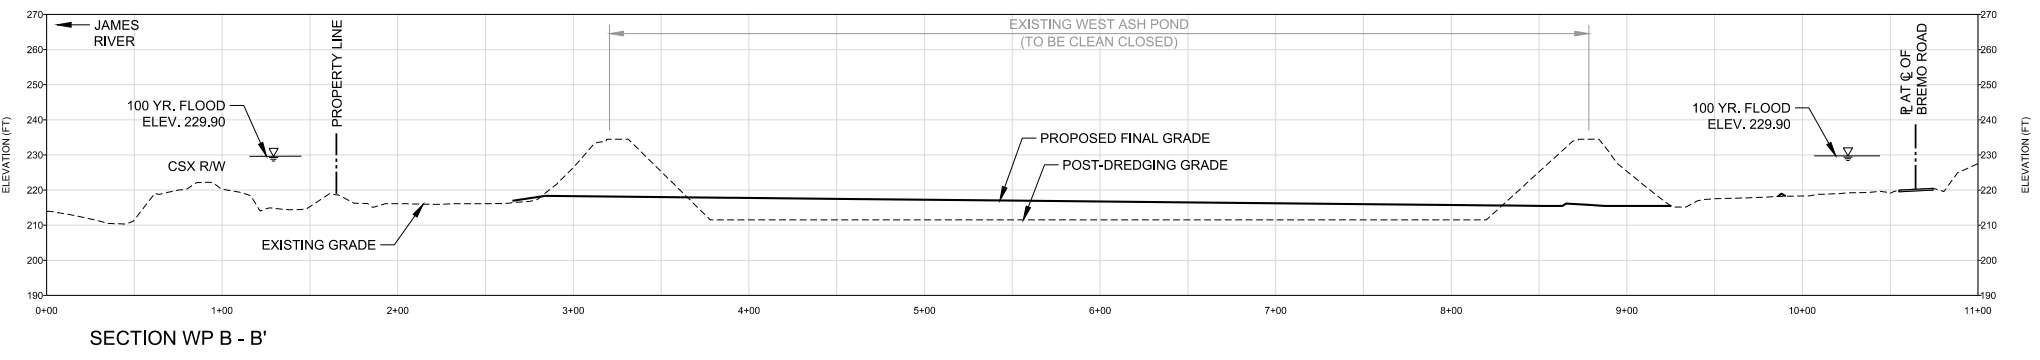 270
260
250
240
230
220
210
200
190
ELEVATION (FT)
JAMES
RIVER
100 YR. FLOOD
ELEV. 229.90
CSX R/W
PROPERTY LINE
EXISTING GRADE
EXISTING WEST ASH POND
(TO BE CLEAN CLOSED)
PROPOSED FINAL GRADE
POST-DREDGING GRADE
100 YR. FLOOD
ELEV. 229.90
BREMO ROAD
270
260
250
240
230
220
210
200
190
ELEVATION (FT)
0+00
1+00
2+00
3+00
4+00
5+00
6+00
7+00
8+00
9+00
10+00
11+00
SECTION WP B - B'